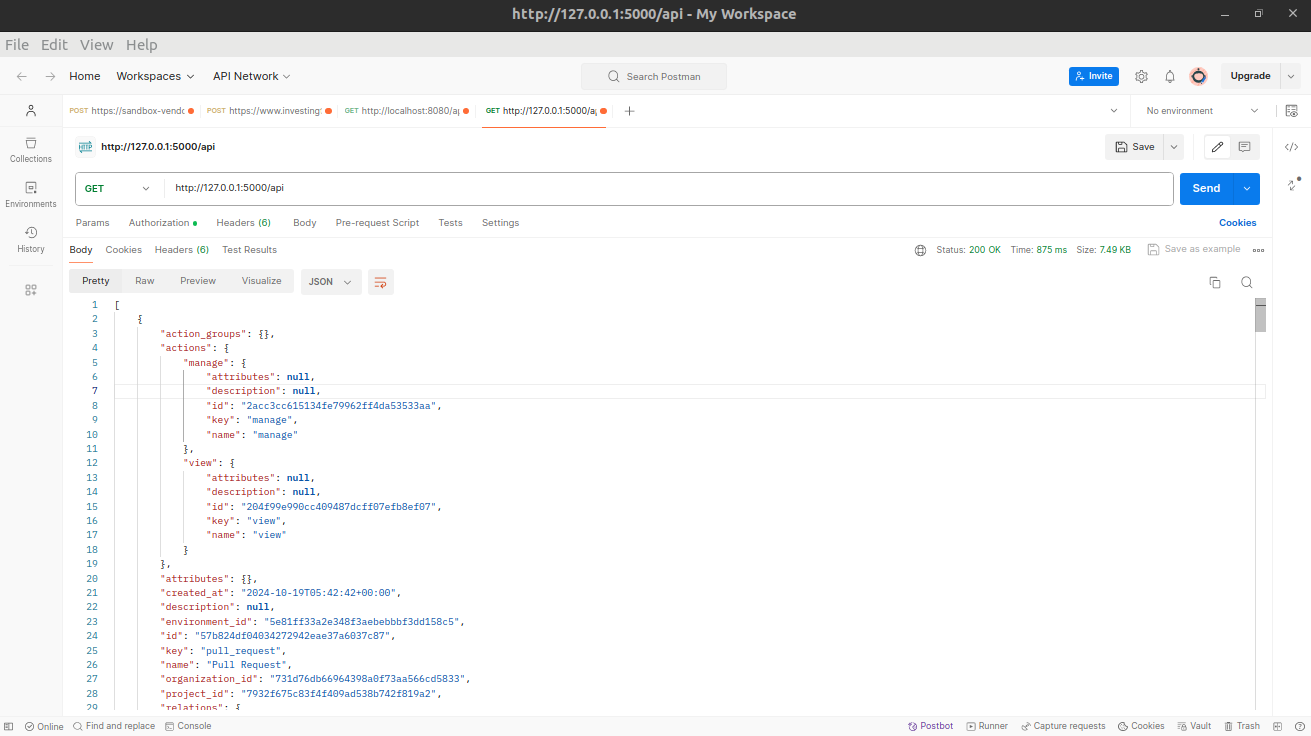 http://127.0.0.1:5000/api - My Workspace
File Edit View Help
Home Workspaces API Network Search Postman Invite Upgrade
POST https://sandbox-vendo POST https://www.investing GET http://localhost:8080/ap GET http://127.0.0.1:5000/ap No environment
HTTP http://127.0.0.1:5000/api Save
Collections
Environments
History
GET http://127.0.0.1:5000/api Send
Params Authorization Headers (6) Body Pre-request Script Tests Settings Cookies
Body Cookies Headers (6) Test Results Status: 200 OK Time: 875 ms Size: 7.49 KB Save as example
Pretty Raw Preview Visualize JSON
1 [
2 {
3 "action_groups": {},
4 "actions": {
5 "manage": {
6 "attributes": null,
7 "description": null,
8 "id": "2acc3cc615134fe79962ff4da53533aa",
9 "key": "manage",
10 "name": "manage"
11 },
12 "view": {
13 "attributes": null,
14 "description": null,
15 "id": "204f99e990cc409487dcff07efb8ef07",
16 "key": "view",
17 "name": "view"
18 }
19 },
20 "attributes": {},
21 "created_at": "2024-10-19T05:42:42+00:00",
22 "description": null,
23 "environment_id": "5e81ff33a2e348f3aebebbbf3dd158c5",
24 "id": "57b824df04034272942eae37a6037c87",
25 "key": "pull_request",
26 "name": "Pull Request",
27 "organization_id": "731d76db66964398a0f73aa566cd5833",
28 "project_id": "7932f675c83f4f409ad538b742f819a2",
29 "relations": {
Online Find and replace Console Postbot Runner Capture requests Cookies Vault Trash